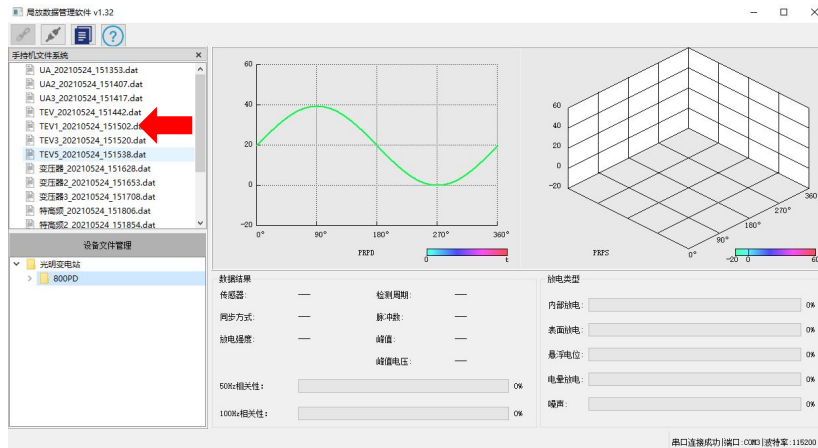 局放数据管理软件 v1.32
手持机文件系统
UA_20210524_151353.dat
UA2_20210524_151407.dat
UA3_20210524_151417.dat
TEV_20210524_151442.dat
TEV1_20210524_151502.d
TEV3_20210524_151520.dat
TEV5_20210524_151538.dat
变压器_20210524_151628.dat
变压器2_20210524_151653.dat
变压器3_20210524_151708.dat
特高频_20210524_151806.dat
特高频2_20210524_151854.dat
设备文件管理
光明变电站
800PD
60
40
20
0
-20
0° 90° 180° 270° 360°
PRPD
0 t
60
40
20
0
-20
0° 90° 180° 270° 360
PRPS
-20 0 60
数据结果
传感器: — 检测周期: —
同步方式: — 脉冲数: —
放电强度: — 峰值: —
峰值电压: —
50Hz相关性: 0%
100Hz相关性: 0%
放电类型
内部放电: 0%
表面放电: 0%
悬浮电位: 0%
电晕放电: 0%
噪声: 0%
串口连接成功|端口:COM3|波特率:115200